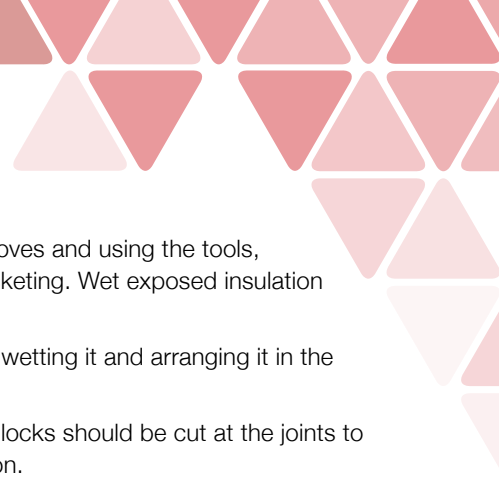 oves and using the tools,
keting. Wet exposed insulation
wetting it and arranging it in the
locks should be cut at the joints to
on.